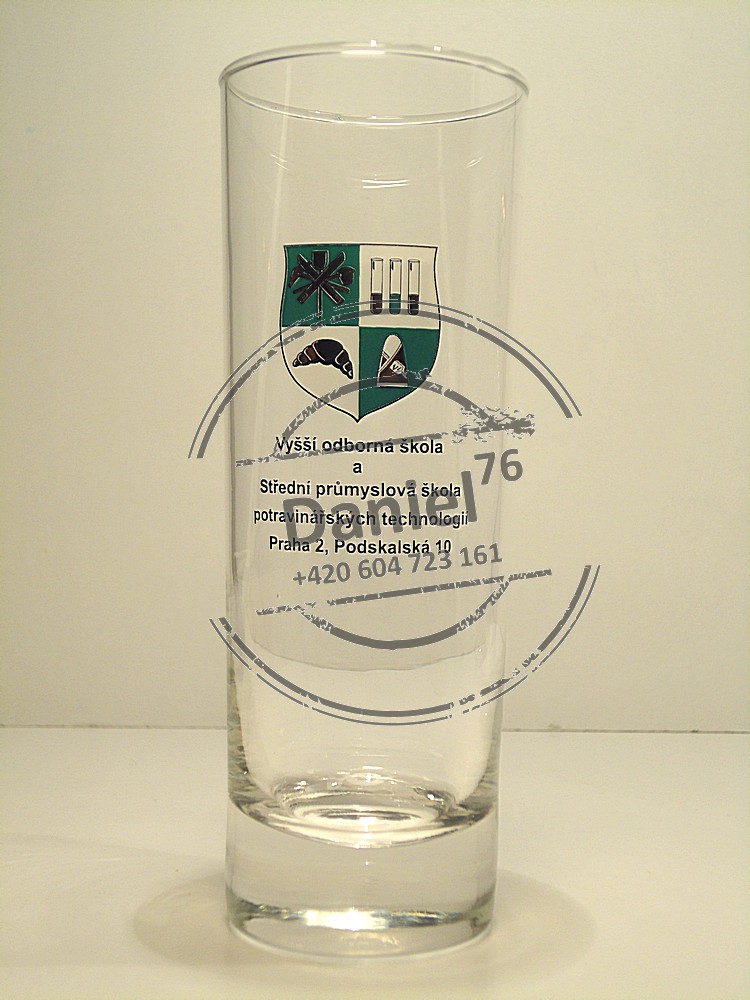 Vyšší odborná škola
a
Střední průmyslová škola
potravinářských technologií
Praha 2, Podskalská 10
Daniel76
+420 604 723 161